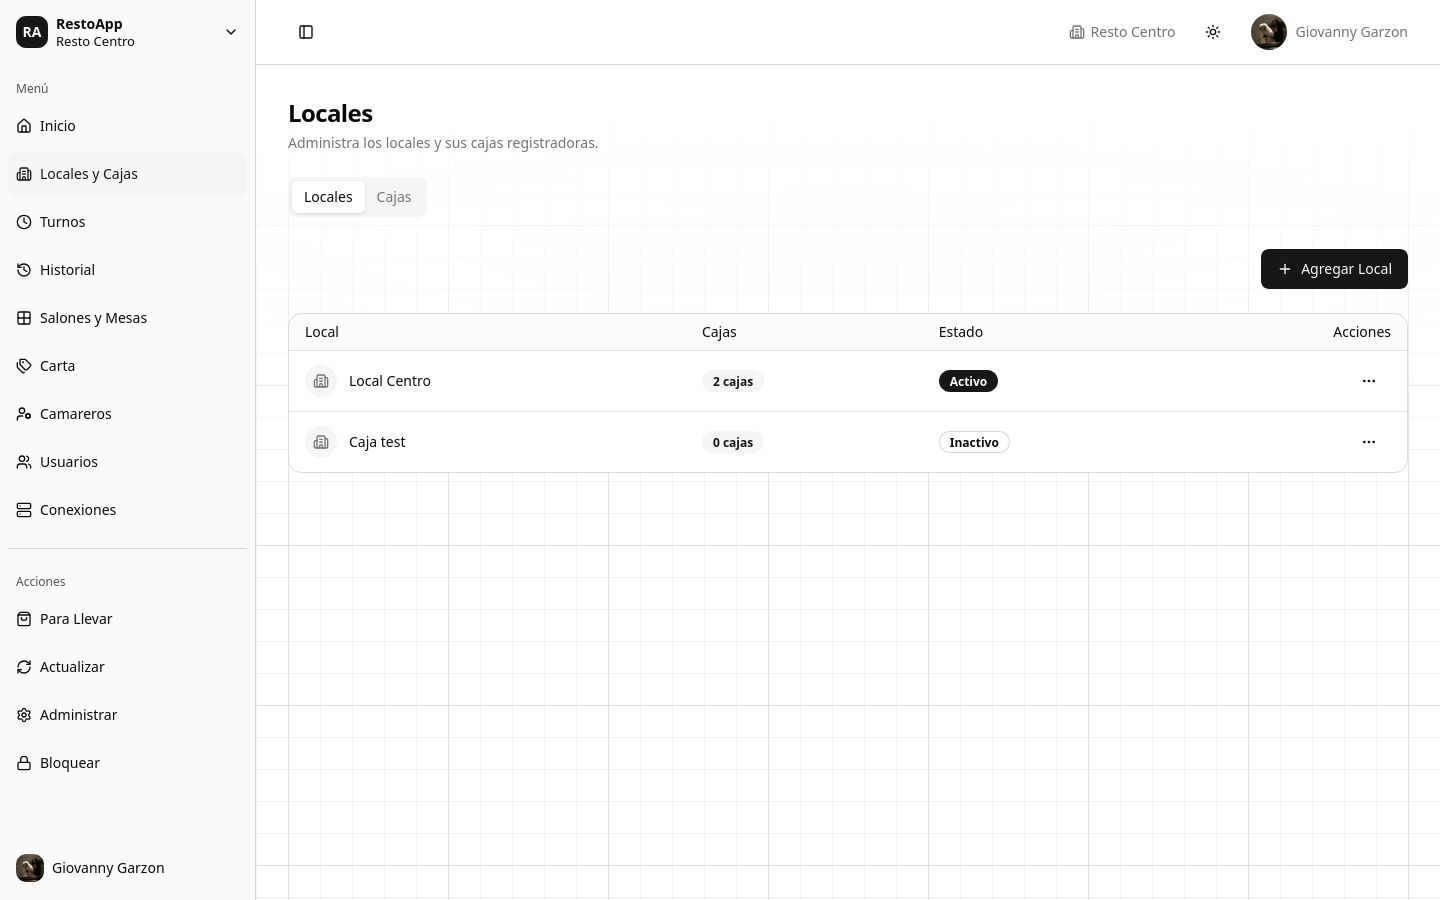 RA
RestoApp
Resto Centro
Menú
Inicio
Locales y Cajas
Turnos
Historial
Salones y Mesas
Carta
Camareros
Usuarios
Conexiones
Acciones
Para Llevar
Actualizar
Administrar
Bloquear
Giovanny Garzon
Resto Centro
Giovanny Garzon
Locales
Administra los locales y sus cajas registradoras.
Locales Cajas
Agregar Local
Local Cajas Estado Acciones
Local Centro 2 cajas Activo
Caja test 0 cajas Inactivo